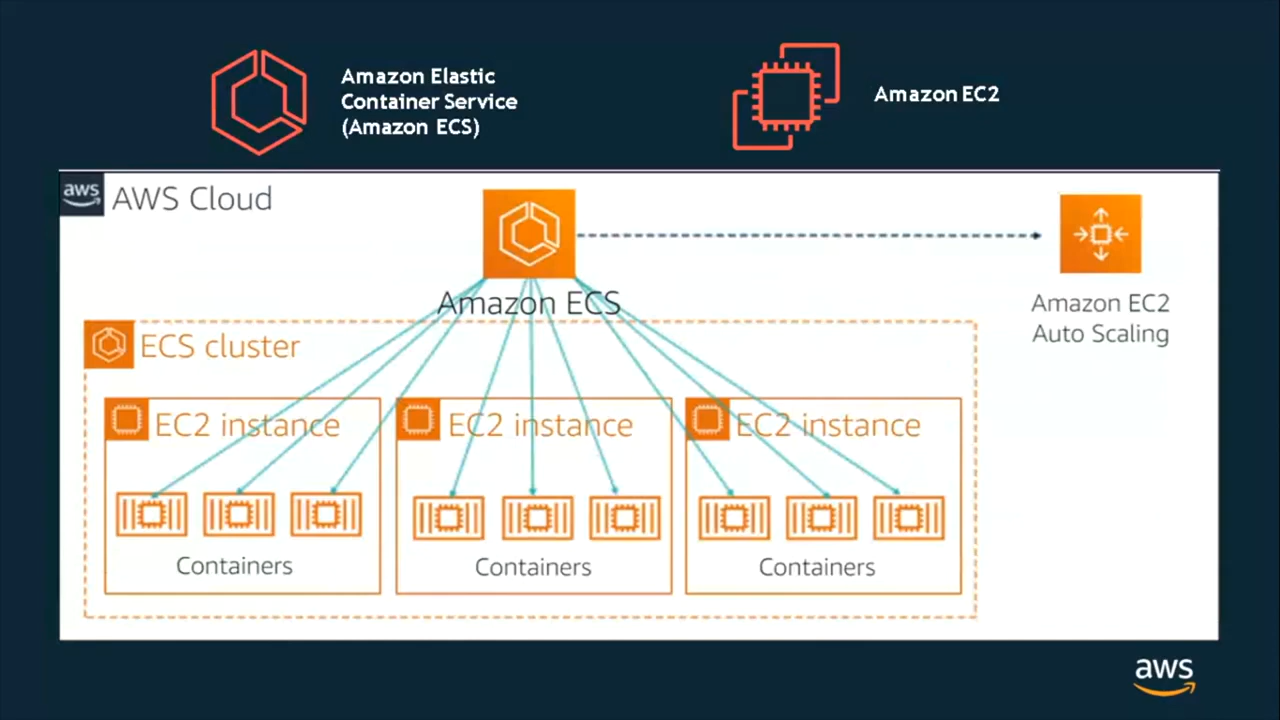 Amazon Elastic
Container Service
(Amazon ECS)
Amazon EC2
aws
AWS Cloud
Amazon ECS
Amazon EC2
Auto Scaling
ECS cluster
EC2 instance
EC2 instance
EC2 instance
Containers
Containers
Containers
aws